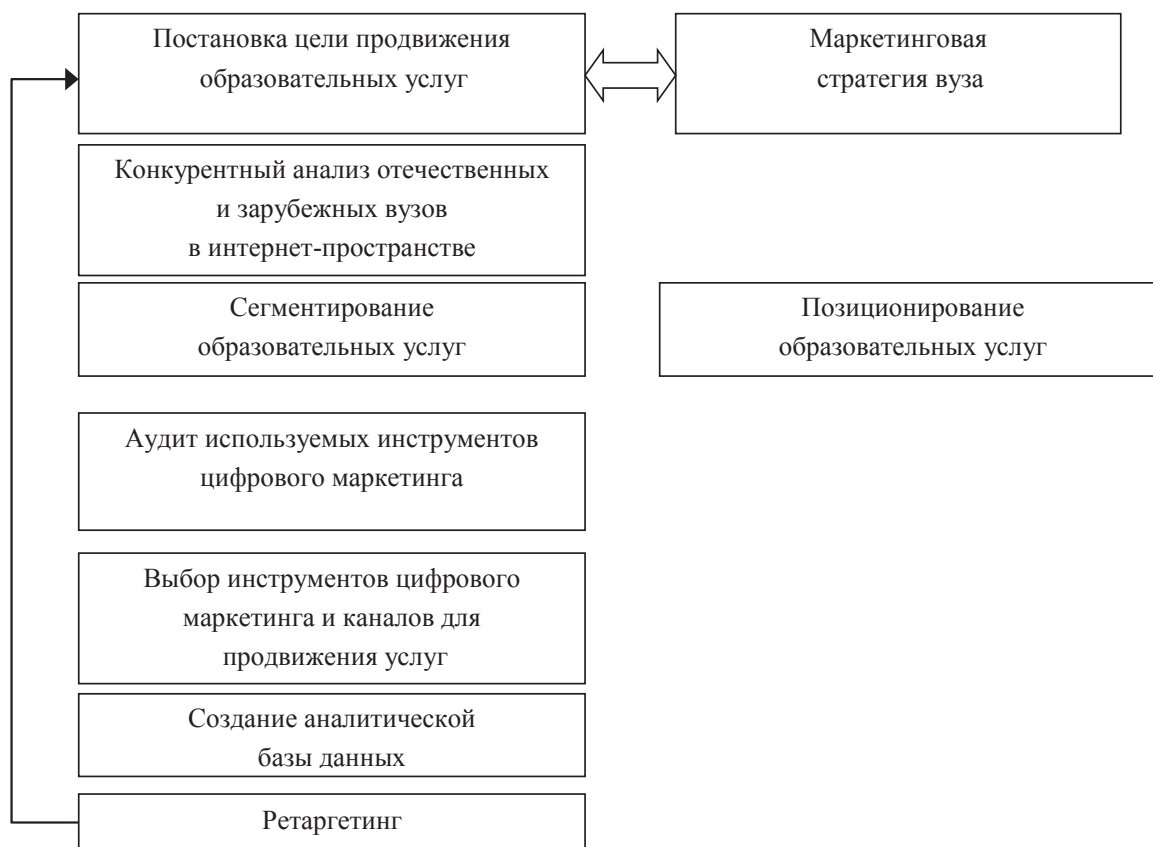 Постановка цели продвижения
образовательных услуг
Маркетинговая
стратегия вуза
Конкурентный анализ отечественных
и зарубежных вузов
в интернет-пространстве
Сегментирование
образовательных услуг
Позиционирование
образовательных услуг
Аудит используемых инструментов
цифрового маркетинга
Выбор инструментов цифрового
маркетинга и каналов для
продвижения услуг
Создание аналитической
базы данных
Ретаргетинг